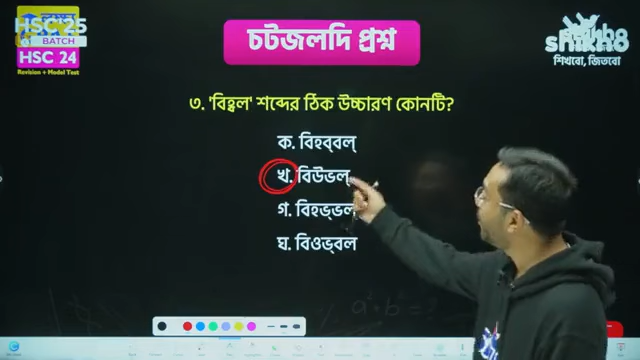 HSC 25
BATCH
HSC 24
Revision + Model Test
চটজলদি প্রশ্ন
shikho
শিখবো, জিতবো
৩. 'বিহ্বল' শব্দের ঠিক উচ্চারণ কোনটি?
ক. বিহব্‌বল্
খ. বিউভল্
গ. বিহভ্‌ভল
ঘ. বিওভ্‌বল